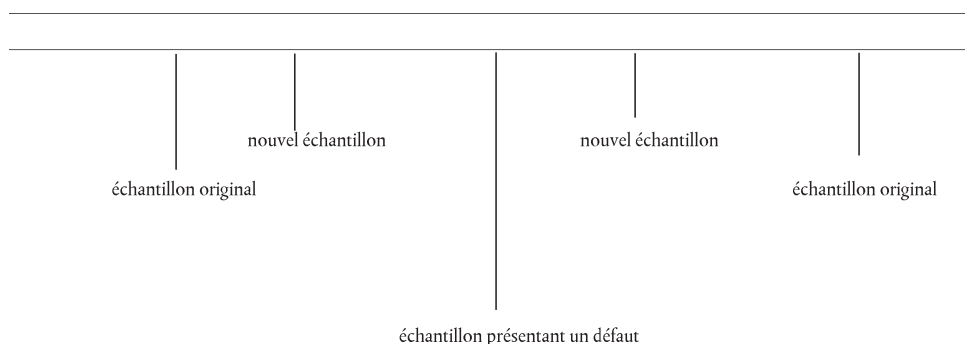 nouvel échantillon
nouvel échantillon
échantillon original
échantillon original
échantillon présentant un défaut